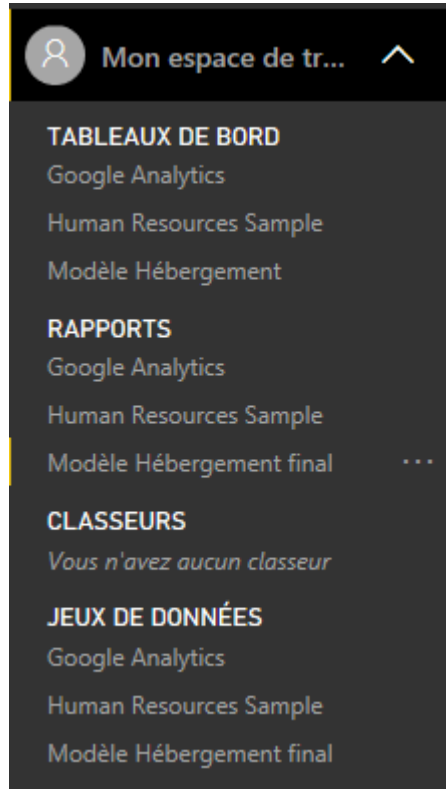 Mon espace de tr...
TABLEAUX DE BORD
Google Analytics
Human Resources Sample
Modèle Hébergement
RAPPORTS
Google Analytics
Human Resources Sample
Modèle Hébergement final ...
CLASSEURS
Vous n'avez aucun classeur
JEUX DE DONNÉES
Google Analytics
Human Resources Sample
Modèle Hébergement final